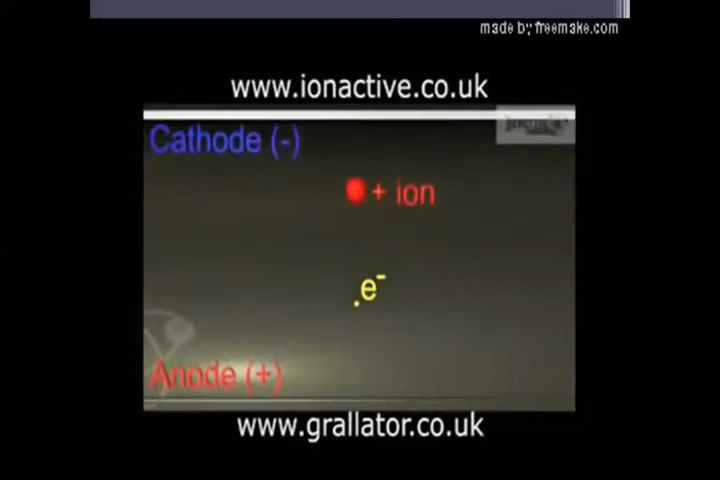 made by freemake.com
www.ionactive.co.uk
Cathode (-)
+ ion
e-
Anode (+)
www.grallator.co.uk